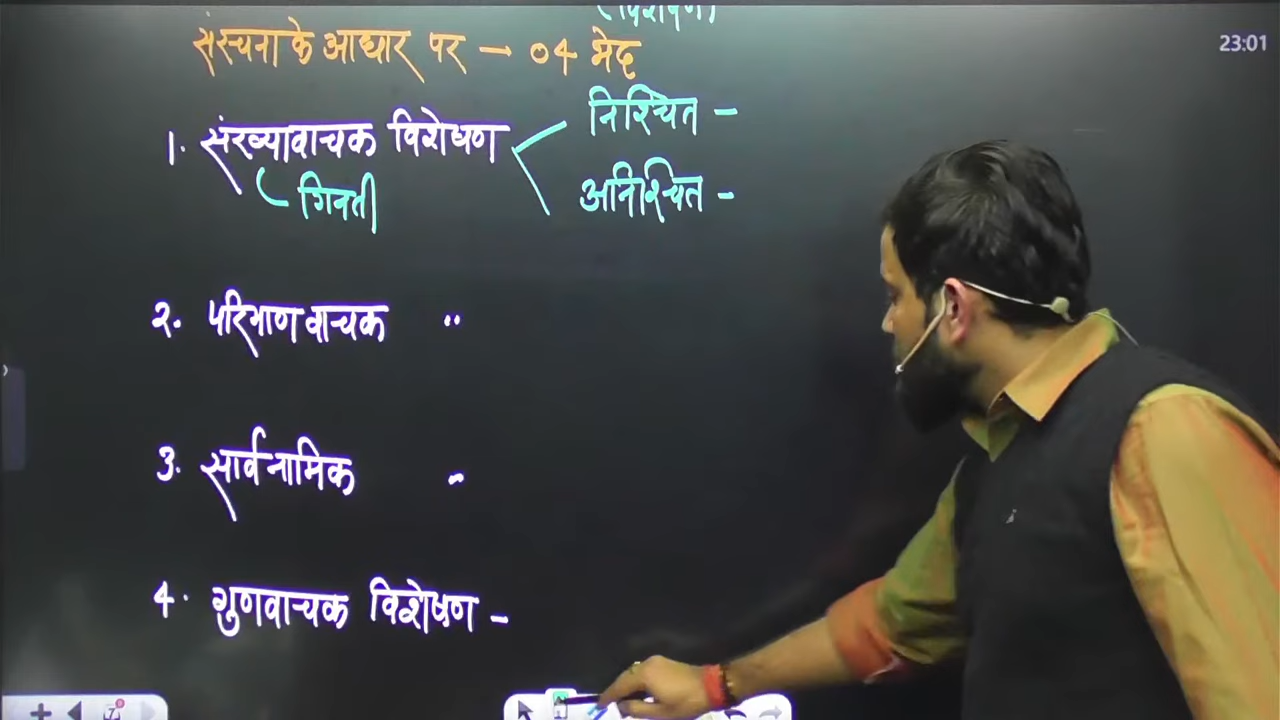 (विशेषण)
संरचना के आधार पर → 04 भेद
23:01
1. संख्यावाचक विशेषण
निश्चित -
अनिश्चित -
गिनती
2. परिमाणवाचक "
3. सार्वनामिक "
4. गुणवाचक विशेषण -